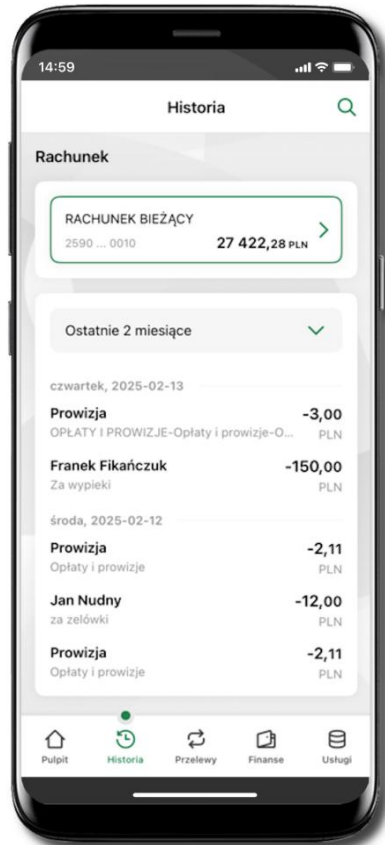 14:59
Historia
Rachunek
RACHUNEK BIEŻĄCY
2590 ... 0010 27 422,28 PLN
Ostatnie 2 miesiące
czwartek, 2025-02-13
Prowizja -3,00
OPŁATY I PROWIZJE-Opłaty i prowizje-O... PLN
Franek Fikańczuk -150,00
Za wypieki PLN
środa, 2025-02-12
Prowizja -2,11
Opłaty i prowizje PLN
Jan Nudny -12,00
za zelówki PLN
Prowizja -2,11
Opłaty i prowizje PLN
Pulpit Historia Przelewy Finanse Usługi